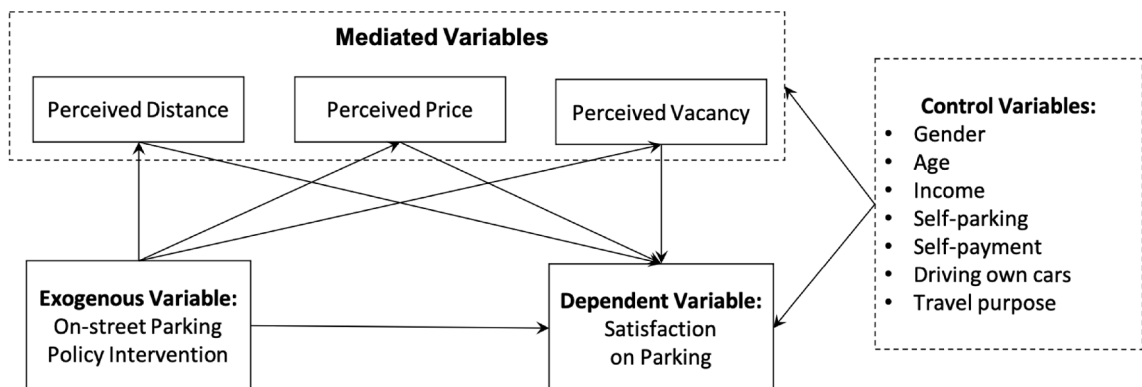 Mediated Variables
Perceived Distance
Perceived Price
Perceived Vacancy
Control Variables:
• Gender
• Age
• Income
• Self-parking
• Self-payment
• Driving own cars
• Travel purpose
Exogenous Variable:
On-street Parking
Policy Intervention
Dependent Variable:
Satisfaction
on Parking